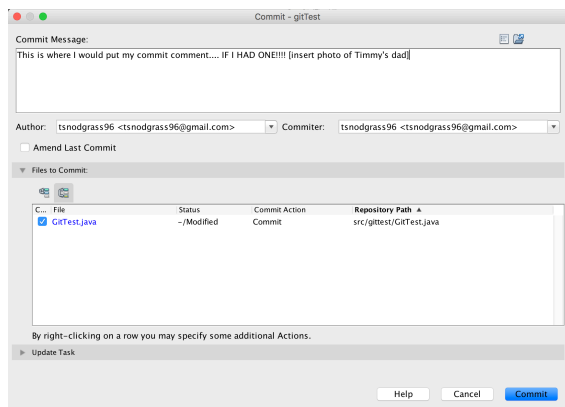 Commit - gitTest
Commit Message:
This is where I would put my commit comment.... IF I HAD ONE!!!! [insert photo of Timmy's dad]
Author: tsnodgrass96 <tsnodgrass96@gmail.com> Commiter: tsnodgrass96 <tsnodgrass96@gmail.com>
Amend Last Commit
Files to Commit:
C... File Status Commit Action Repository Path ▲
GitTest.java -/Modified Commit src/gittest/GitTest.java
By right-clicking on a row you may specify some additional Actions.
Update Task
Help Cancel Commit